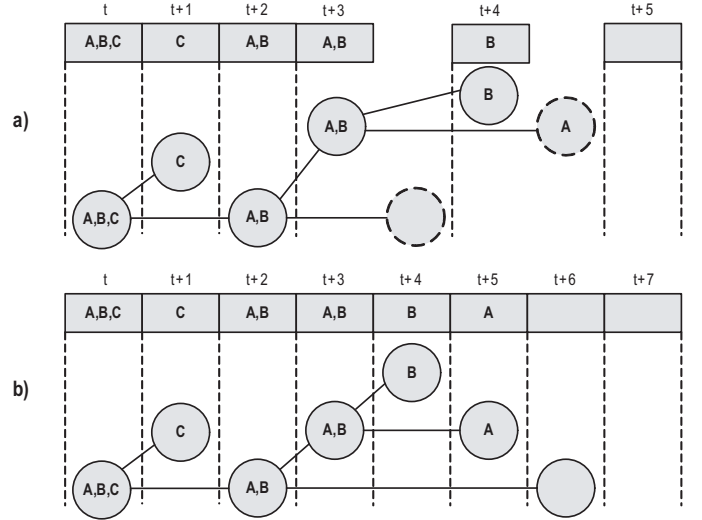 t t+1 t+2 t+3 t+4 t+5
A,B,C C A,B A,B B
B
a) A,B A
C
A,B,C A,B
t t+1 t+2 t+3 t+4 t+5 t+6 t+7
A,B,C C A,B A,B B A
B
b)
C A,B A
A,B,C A,B